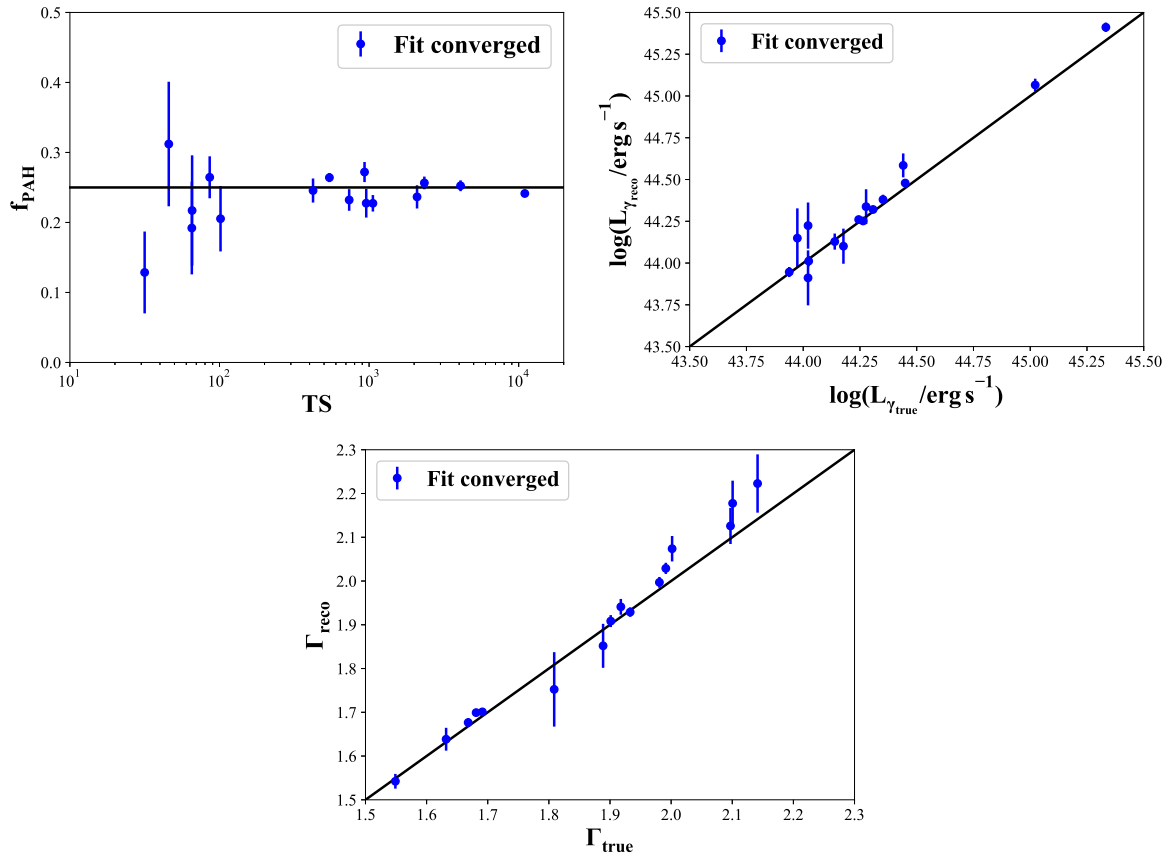 0.5
0.4
0.3
0.2
0.1
0.0
f_PAH
Fit converged
10^1 10^2 10^3 10^4
TS
45.50
45.25
45.00
44.75
44.50
44.25
44.00
43.75
43.50
log(L_γ_reco/erg s^−1)
Fit converged
43.50 43.75 44.00 44.25 44.50 44.75 45.00 45.25 45.50
log(L_γ_true/erg s^−1)
2.3
2.2
2.1
2.0
1.9
1.8
1.7
1.6
1.5
Γ_reco
Fit converged
1.5 1.6 1.7 1.8 1.9 2.0 2.1 2.2 2.3
Γ_true